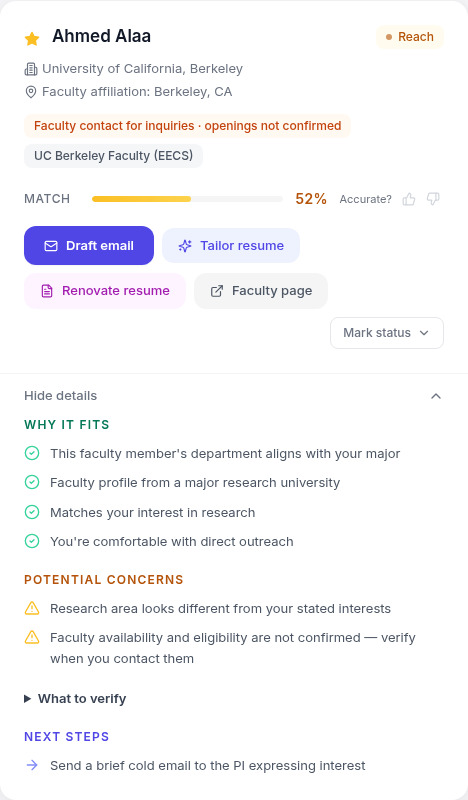 Ahmed Alaa
Reach
University of California, Berkeley
Faculty affiliation: Berkeley, CA
Faculty contact for inquiries · openings not confirmed
UC Berkeley Faculty (EECS)
MATCH 52% Accurate?
Draft email
Tailor resume
Renovate resume
Faculty page
Mark status
Hide details
WHY IT FITS
This faculty member's department aligns with your major
Faculty profile from a major research university
Matches your interest in research
You're comfortable with direct outreach
POTENTIAL CONCERNS
Research area looks different from your stated interests
Faculty availability and eligibility are not confirmed — verify
when you contact them
What to verify
NEXT STEPS
Send a brief cold email to the PI expressing interest